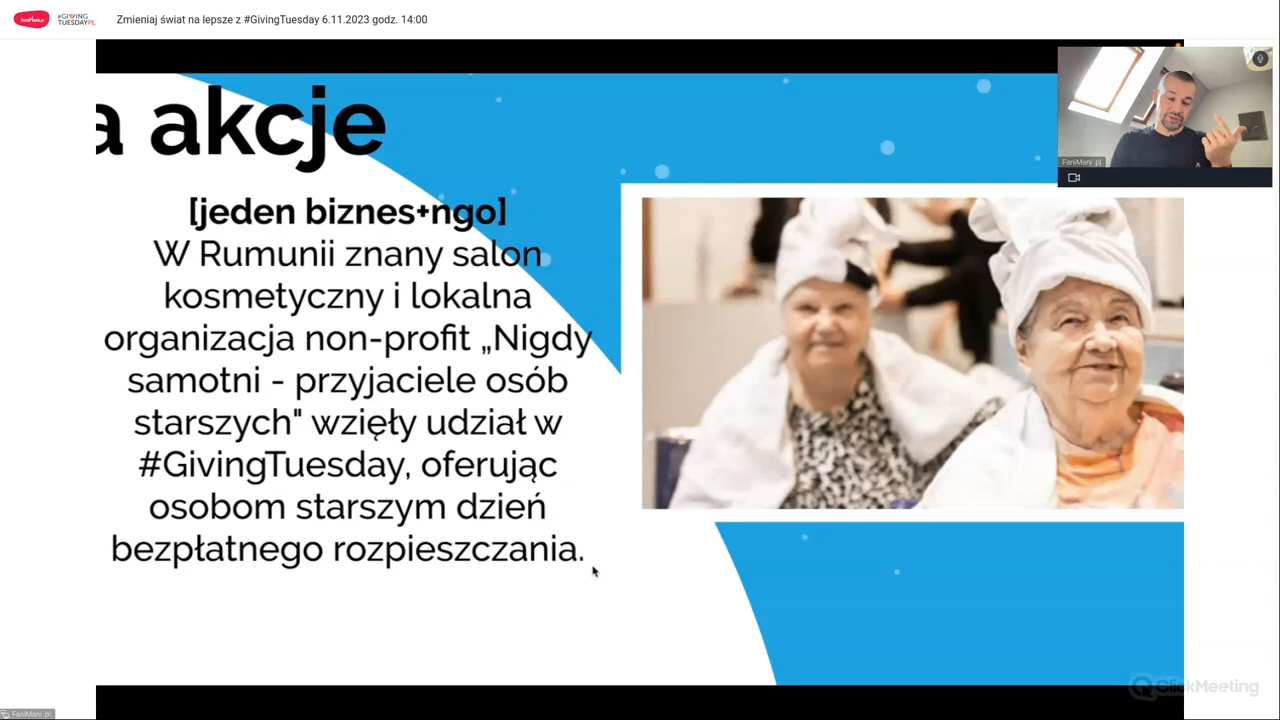 FaniMani.pl
#GIVING
TUESDAYPL
Zmieniaj świat na lepsze z #GivingTuesday 6.11.2023 godz. 14:00
a akcje
[jeden biznes+ngo]
W Rumunii znany salon
kosmetyczny i lokalna
organizacja non-profit „Nigdy
samotni - przyjaciele osób
starszych" wzięły udział w
#GivingTuesday, oferując
osobom starszym dzień
bezpłatnego rozpieszczania.
FaniMani .pl
ClickMeeting
FaniMani .pl